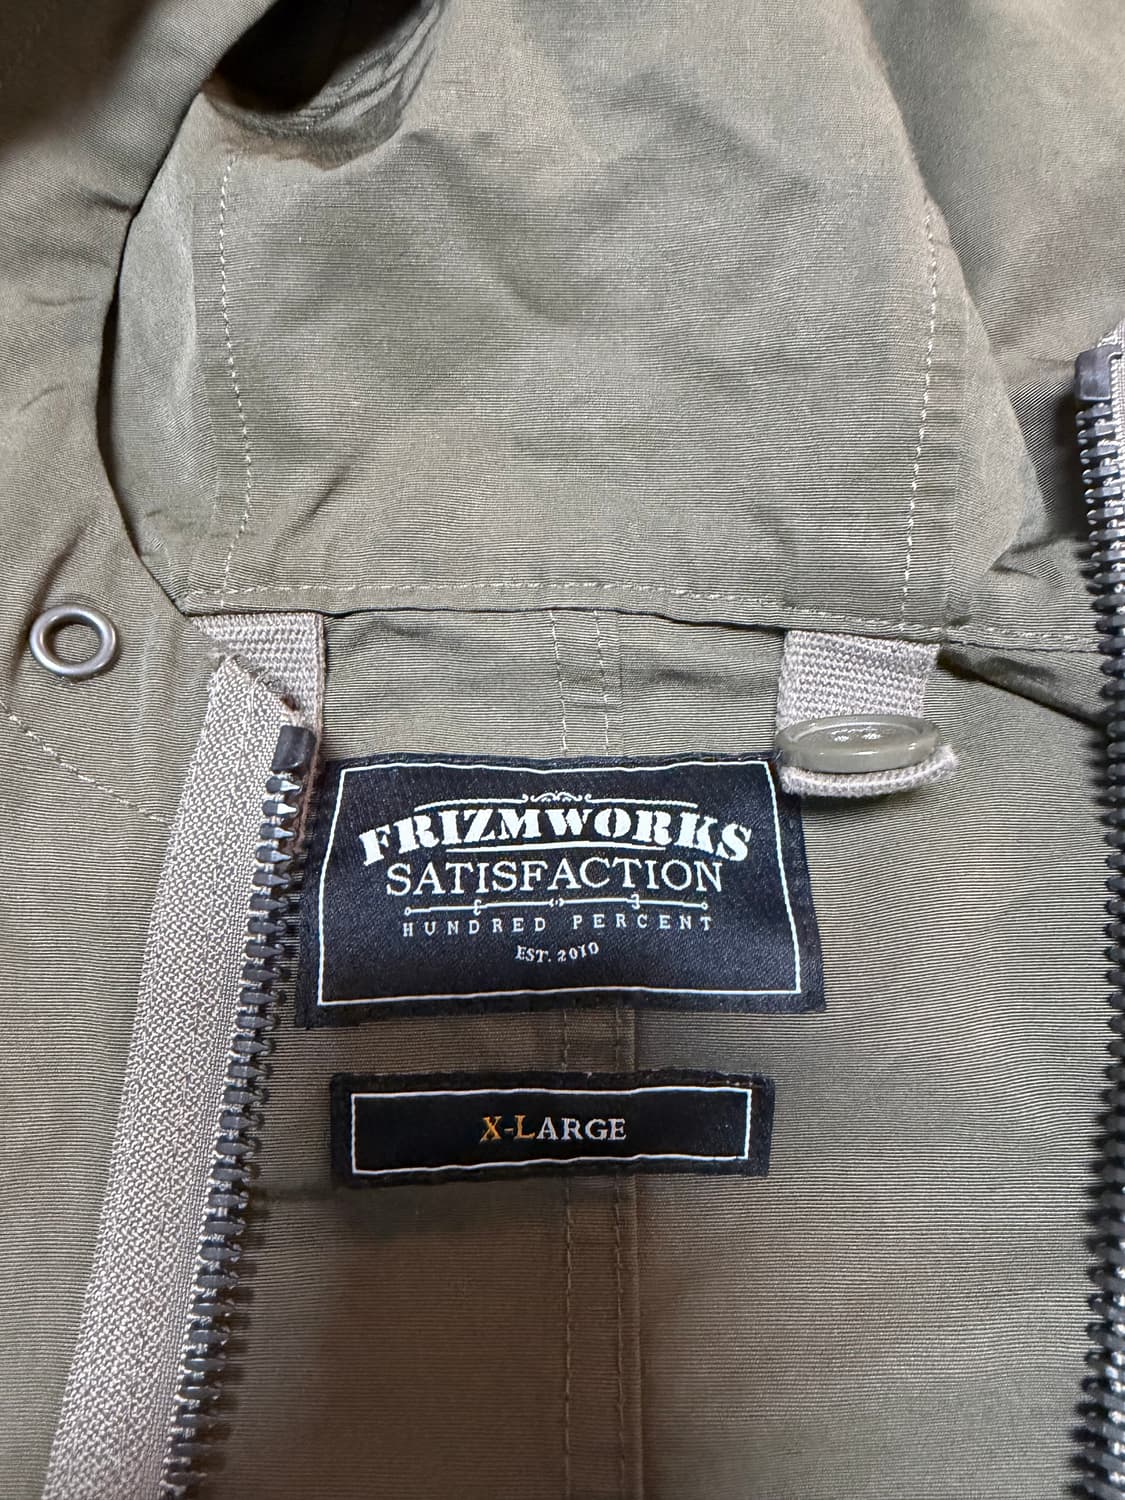 FRIZMWORKS
SATISFACTION
HUNDRED PERCENT
EST. 2010
X-LARGE